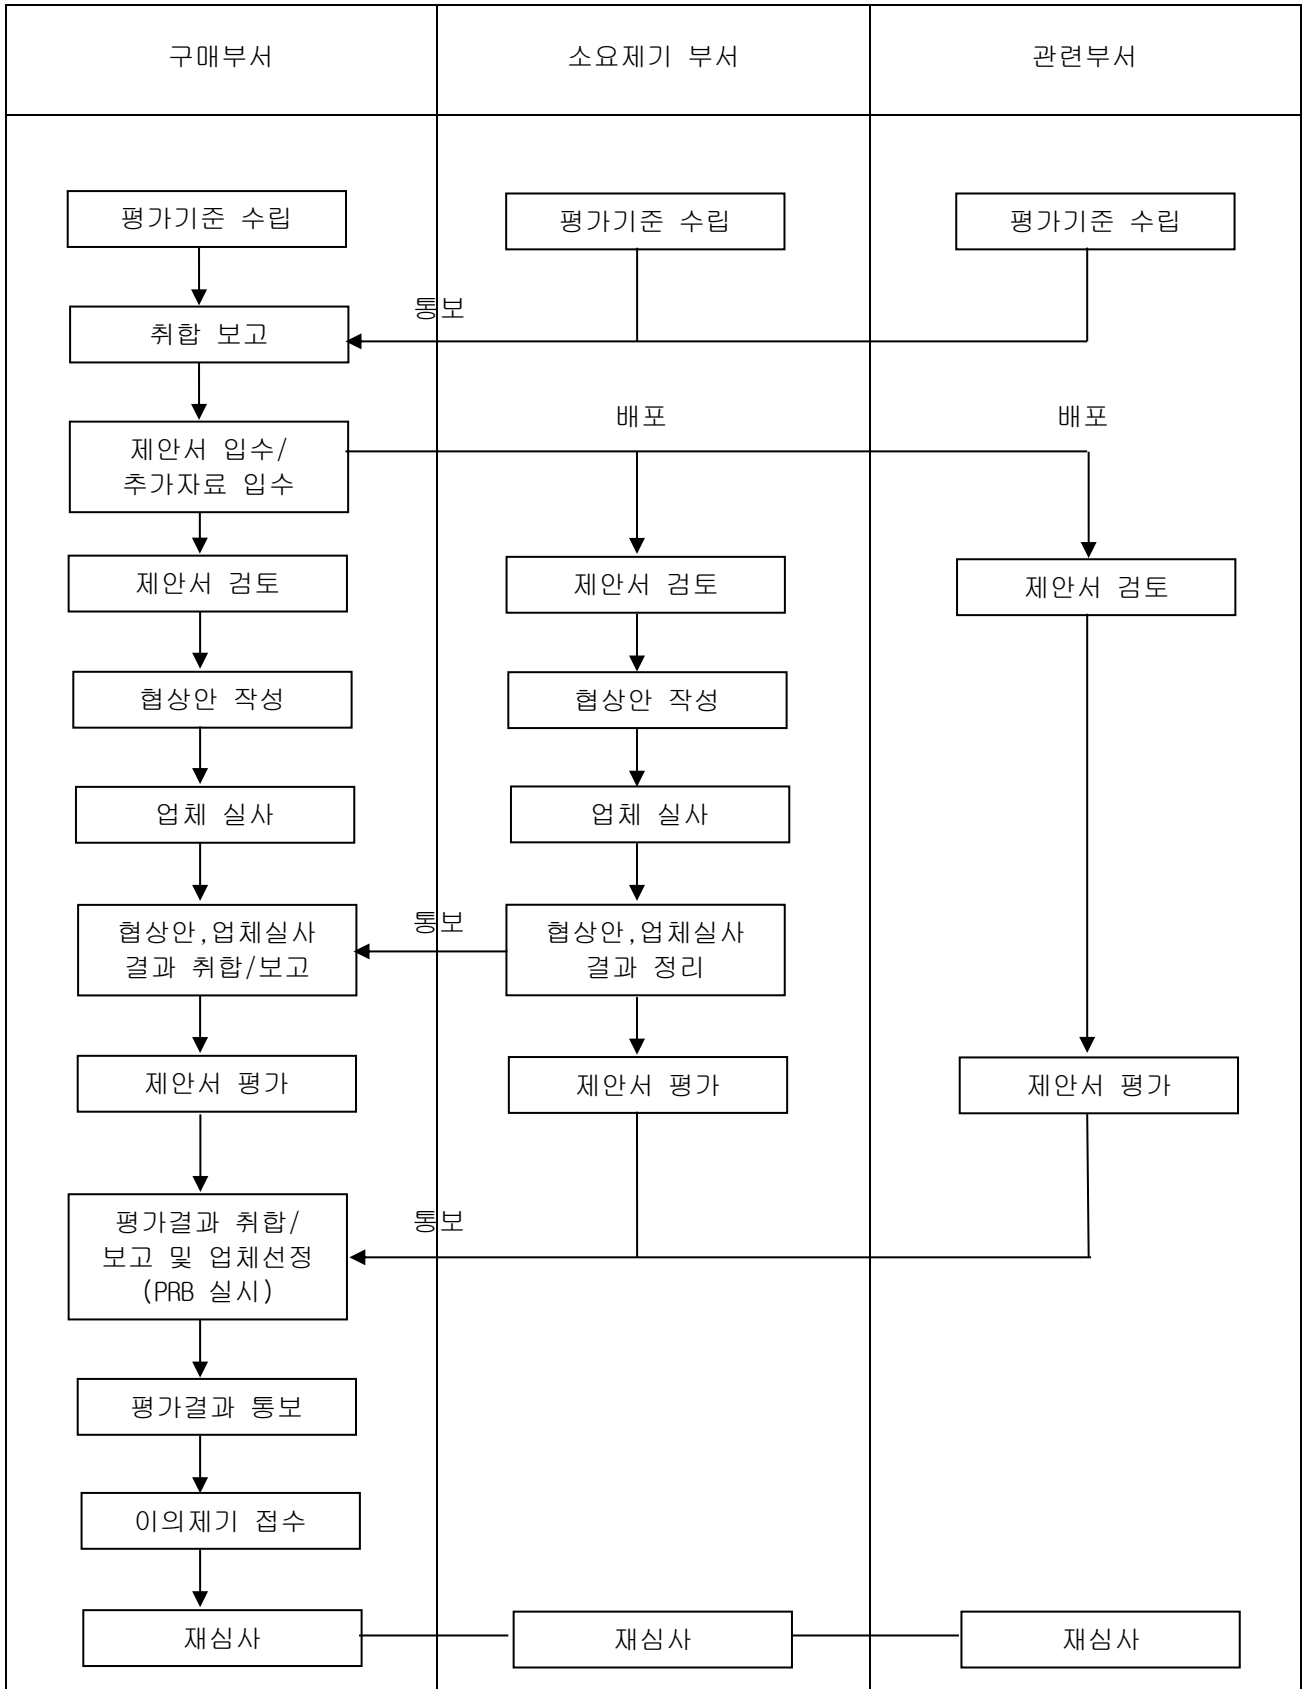 구매부서
소요제기 부서
관련부서
평가기준 수립
평가기준 수립
평가기준 수립
통보
취합 보고
배포
배포
제안서 입수/
추가자료 입수
제안서 검토
제안서 검토
제안서 검토
협상안 작성
협상안 작성
업체 실사
업체 실사
협상안,업체실사
결과 취합/보고
통보
협상안,업체실사
결과 정리
제안서 평가
제안서 평가
제안서 평가
평가결과 취합/
보고 및 업체선정
(PRB 실시)
통보
평가결과 통보
이의제기 접수
재심사
재심사
재심사